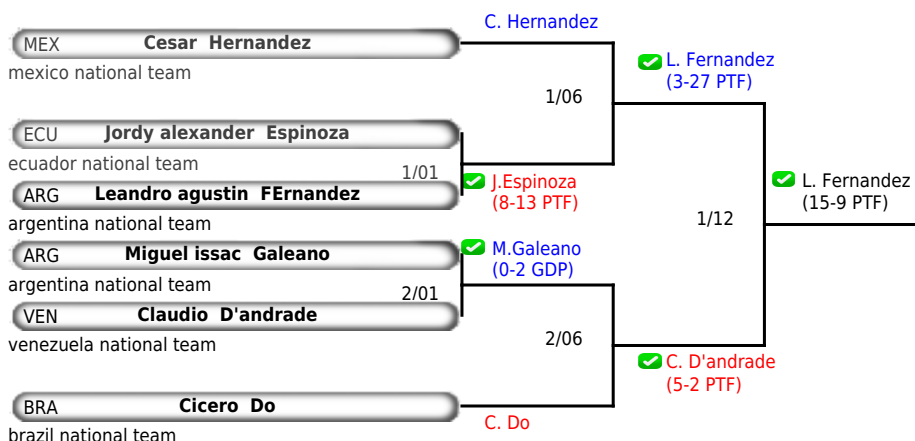 C. Hernandez
MEX Cesar Hernandez
mexico national team
L. Fernandez
(3-27 PTF)
1/06
ECU Jordy alexander Espinoza
ecuador national team
1/01
J.Espinoza
(8-13 PTF)
ARG Leandro agustin FErnandez
argentina national team
L. Fernandez
(15-9 PTF)
1/12
ARG Miguel issac Galeano
argentina national team
M.Galeano
(0-2 GDP)
2/01
VEN Claudio D'andrade
venezuela national team
2/06
C. D'andrade
(5-2 PTF)
BRA Cicero Do
brazil national team
C. Do